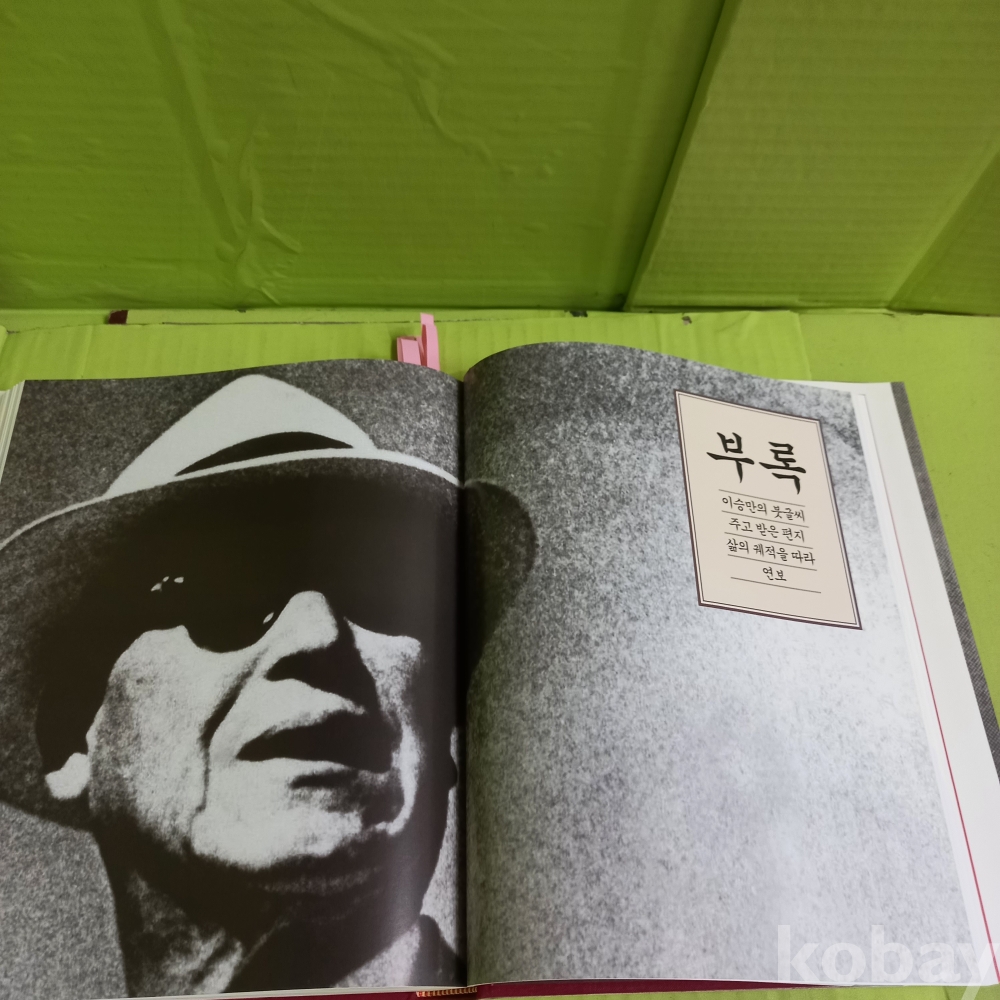 부록
이승만의 붓글씨
주고 받은 편지
삶의 궤적을 따라
연보
kobay